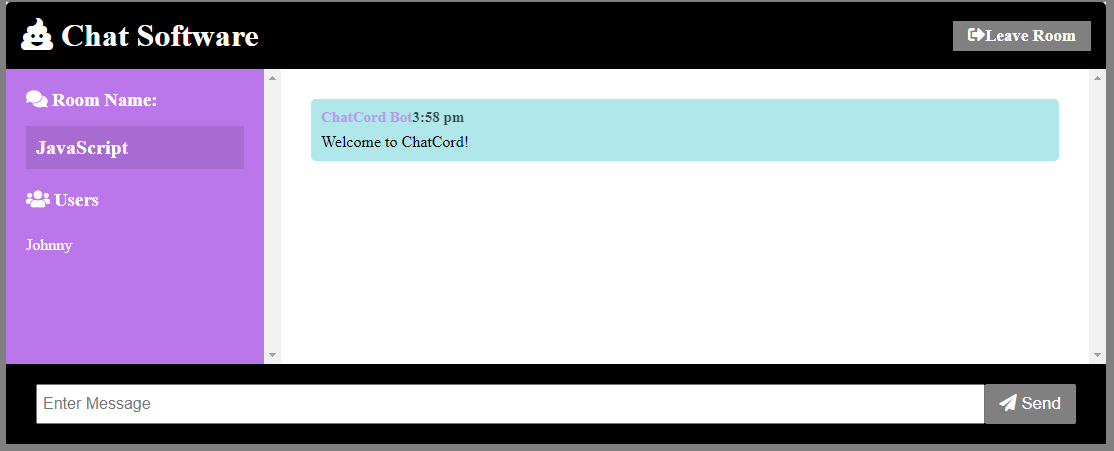 Chat Software
Leave Room
Room Name:
JavaScript
Users
Johnny
ChatCord Bot3:58 pm
Welcome to ChatCord!
Enter Message
Send